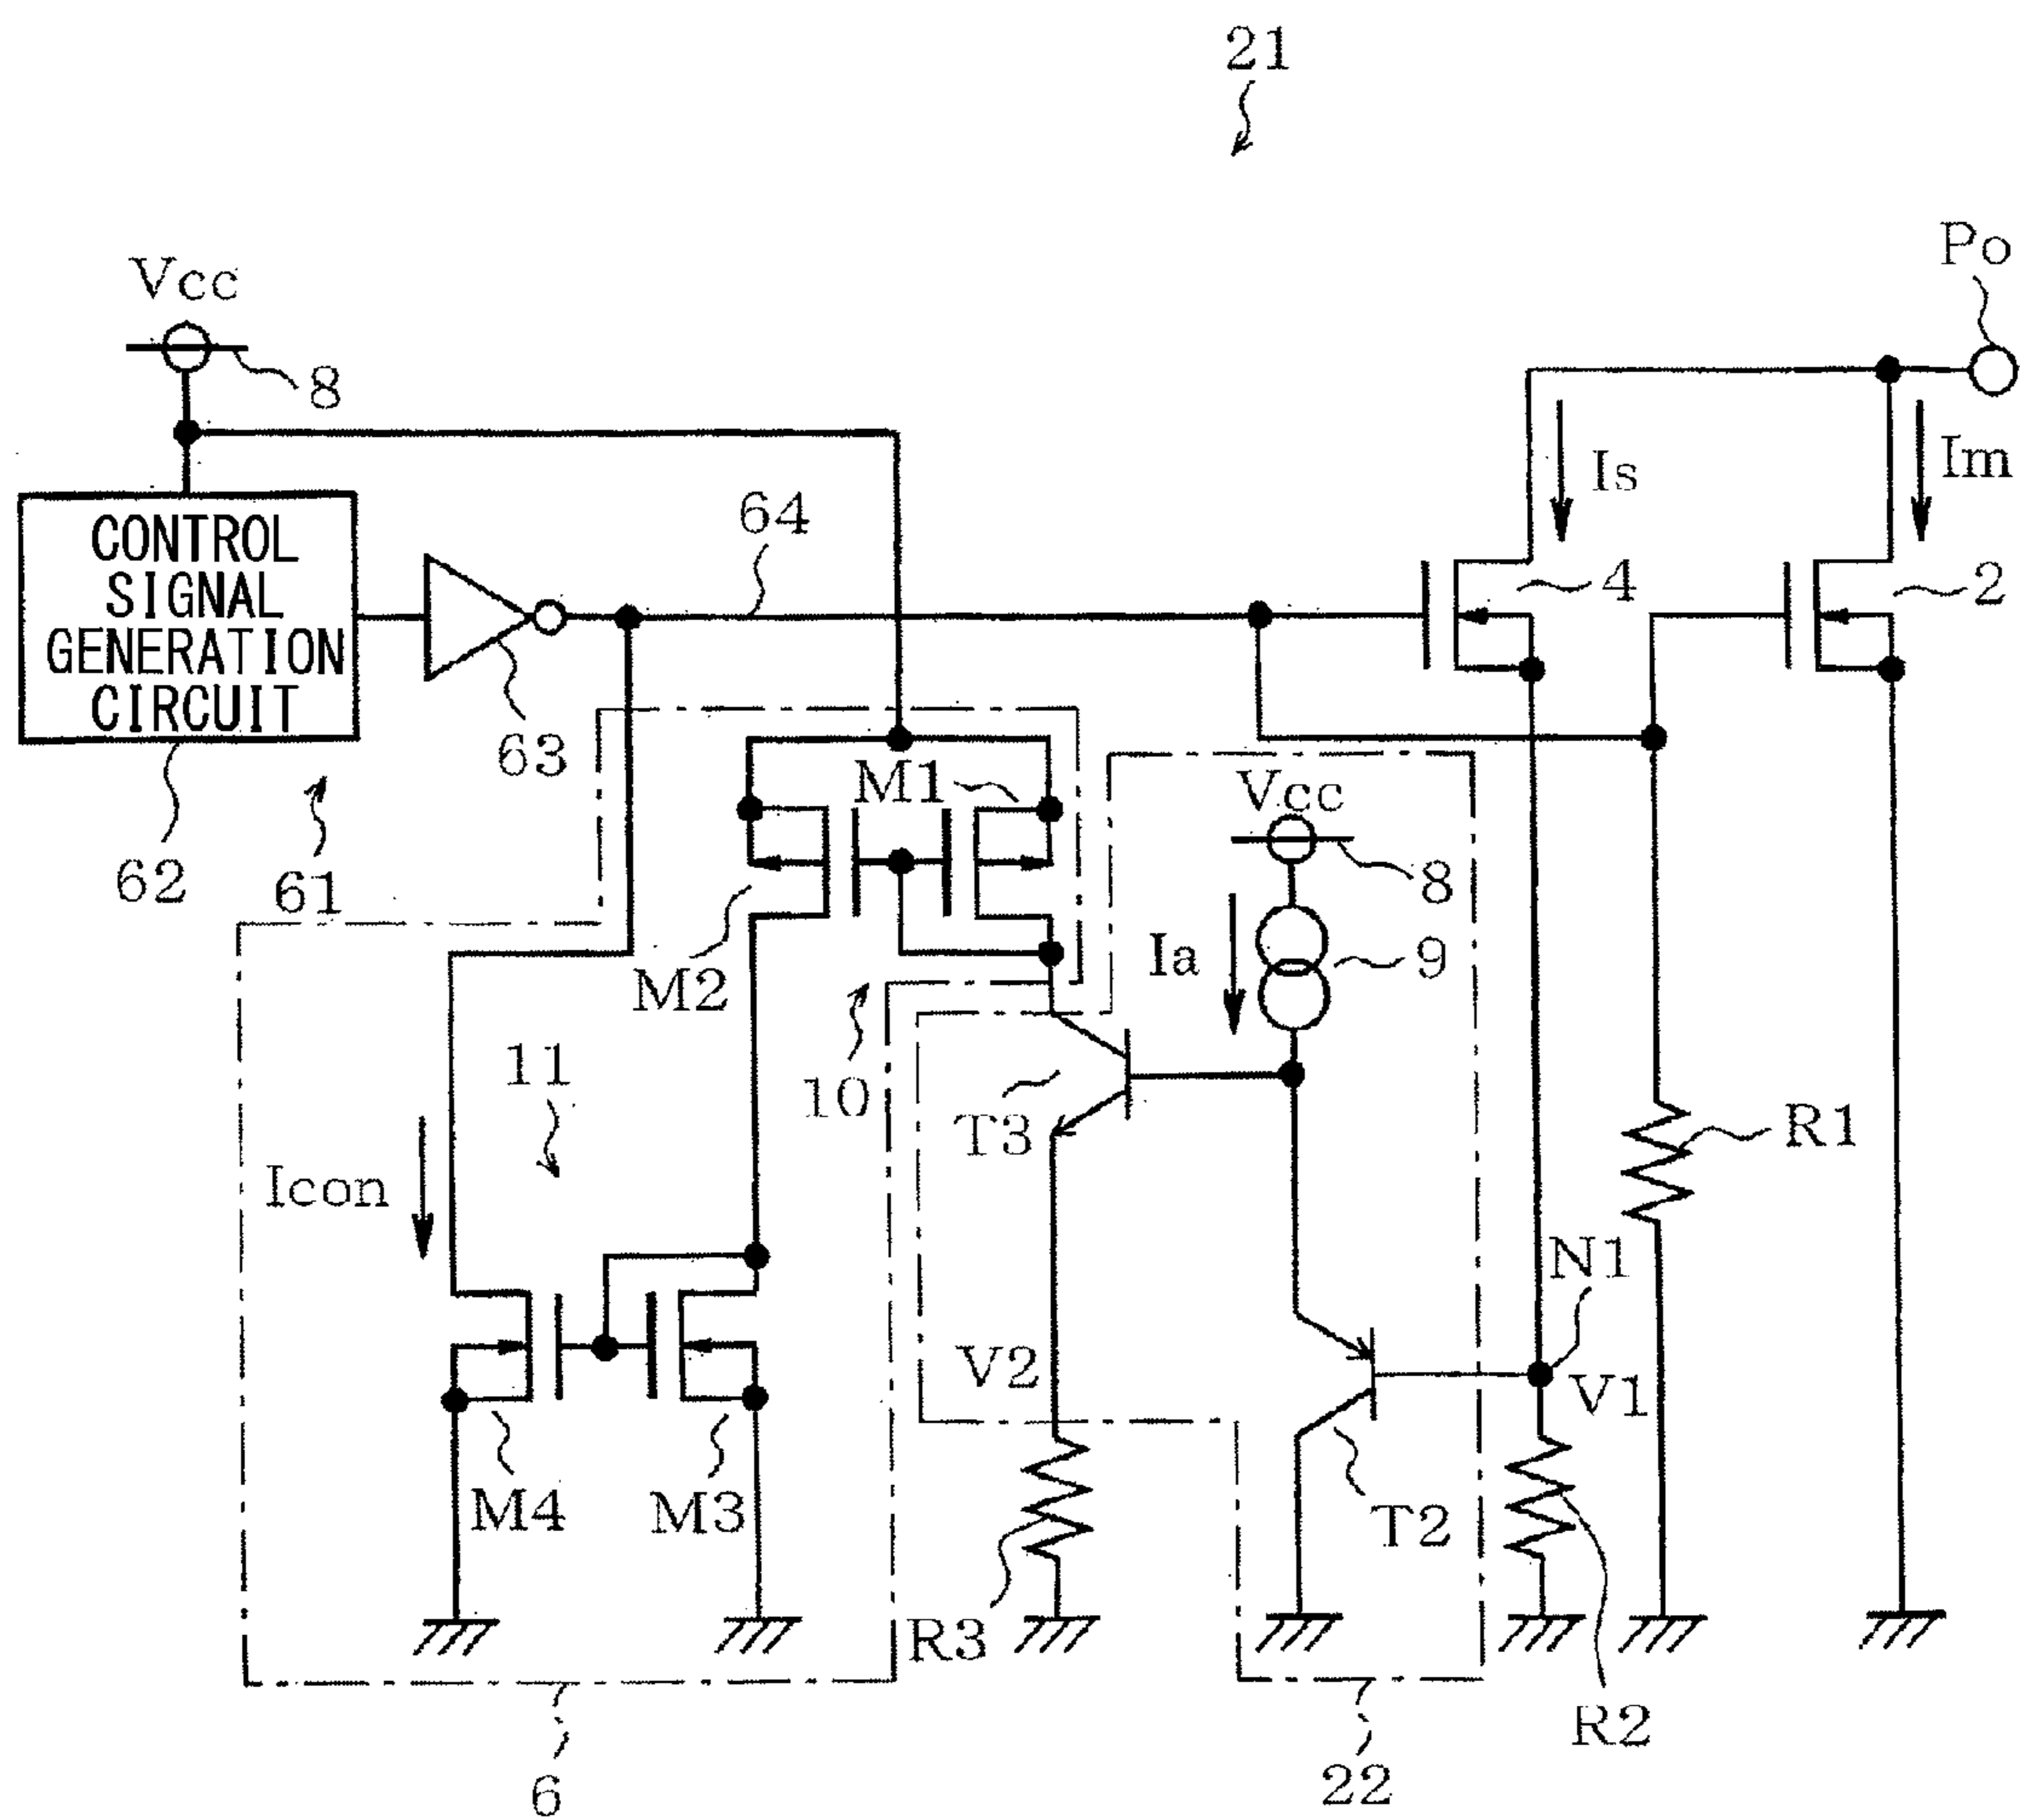 21
Po
Vcc
8
Is
Im
CONTROL
SIGNAL
GENERATION
CIRCUIT
64
4
2
63
M1
Vcc
62
61
8
M2
Ia
9
11
10
T3
R1
Icon
N1
V2
V1
M4
M3
T2
R3
R2
6
22